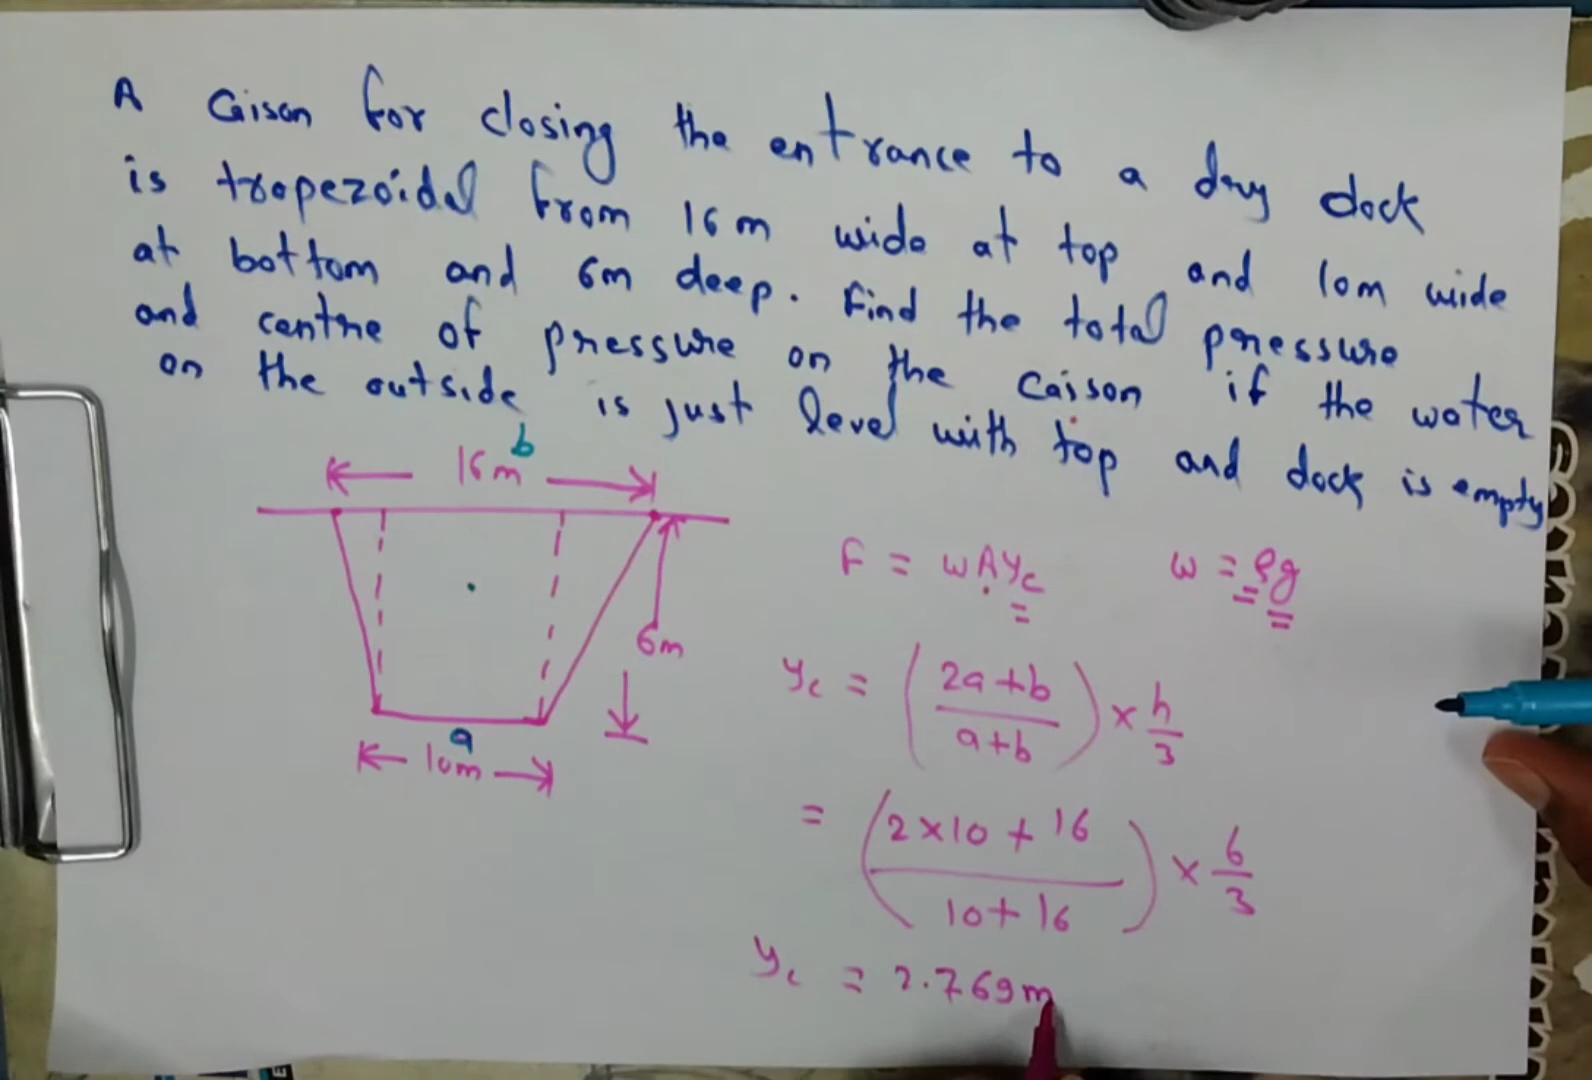 A Caison for closing the entrance to a dry dock
is tropezoidal from 16m wide at top and 10m wide
at bottom and 6m deep. Find the total pressure
and centre of pressure on the caison if the water
on the outside is just level with top and dock is empty
b
16m
6m
a
10m
F = wAyc w = ρg
yc = (2a+b / a+b) × h/3
= (2×10+16 / 10+16) × 6/3
yc = 2.769m